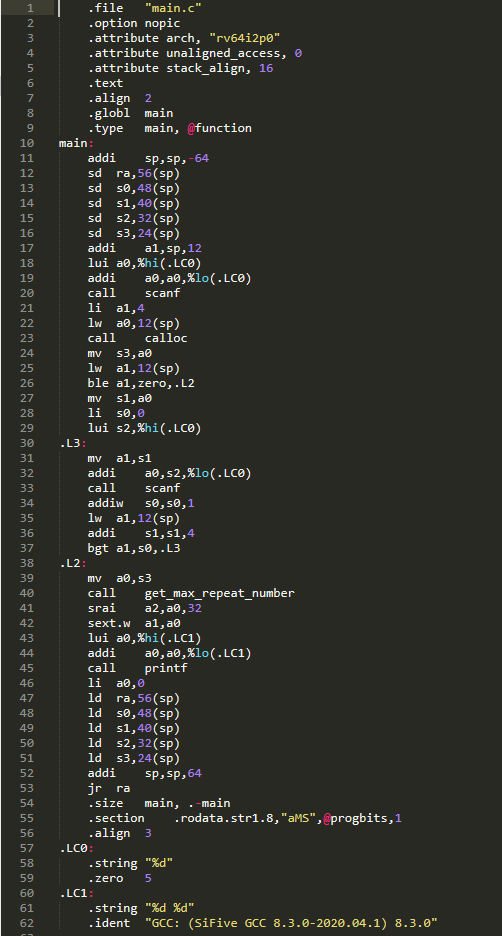 1 .file "main.c"
2 .option nopic
3 .attribute arch, "rv64i2p0"
4 .attribute unaligned_access, 0
5 .attribute stack_align, 16
6 .text
7 .align 2
8 .globl main
9 .type main, @function
10 main:
11 addi sp,sp,-64
12 sd ra,56(sp)
13 sd s0,48(sp)
14 sd s1,40(sp)
15 sd s2,32(sp)
16 sd s3,24(sp)
17 addi a1,sp,12
18 lui a0,%hi(.LC0)
19 addi a0,a0,%lo(.LC0)
20 call scanf
21 li a1,4
22 lw a0,12(sp)
23 call calloc
24 mv s3,a0
25 lw a1,12(sp)
26 ble a1,zero,.L2
27 mv s1,a0
28 li s0,0
29 lui s2,%hi(.LC0)
30 .L3:
31 mv a1,s1
32 addi a0,s2,%lo(.LC0)
33 call scanf
34 addiw s0,s0,1
35 lw a1,12(sp)
36 addi s1,s1,4
37 bgt a1,s0,.L3
38 .L2:
39 mv a0,s3
40 call get_max_repeat_number
41 srai a2,a0,32
42 sext.w a1,a0
43 lui a0,%hi(.LC1)
44 addi a0,a0,%lo(.LC1)
45 call printf
46 li a0,0
47 ld ra,56(sp)
48 ld s0,48(sp)
49 ld s1,40(sp)
50 ld s2,32(sp)
51 ld s3,24(sp)
52 addi sp,sp,64
53 jr ra
54 .size main, .-main
55 .section .rodata.str1.8,"aMS",@progbits,1
56 .align 3
57 .LC0:
58 .string "%d"
59 .zero 5
60 .LC1:
61 .string "%d %d"
62 .ident "GCC: (SiFive GCC 8.3.0-2020.04.1) 8.3.0"